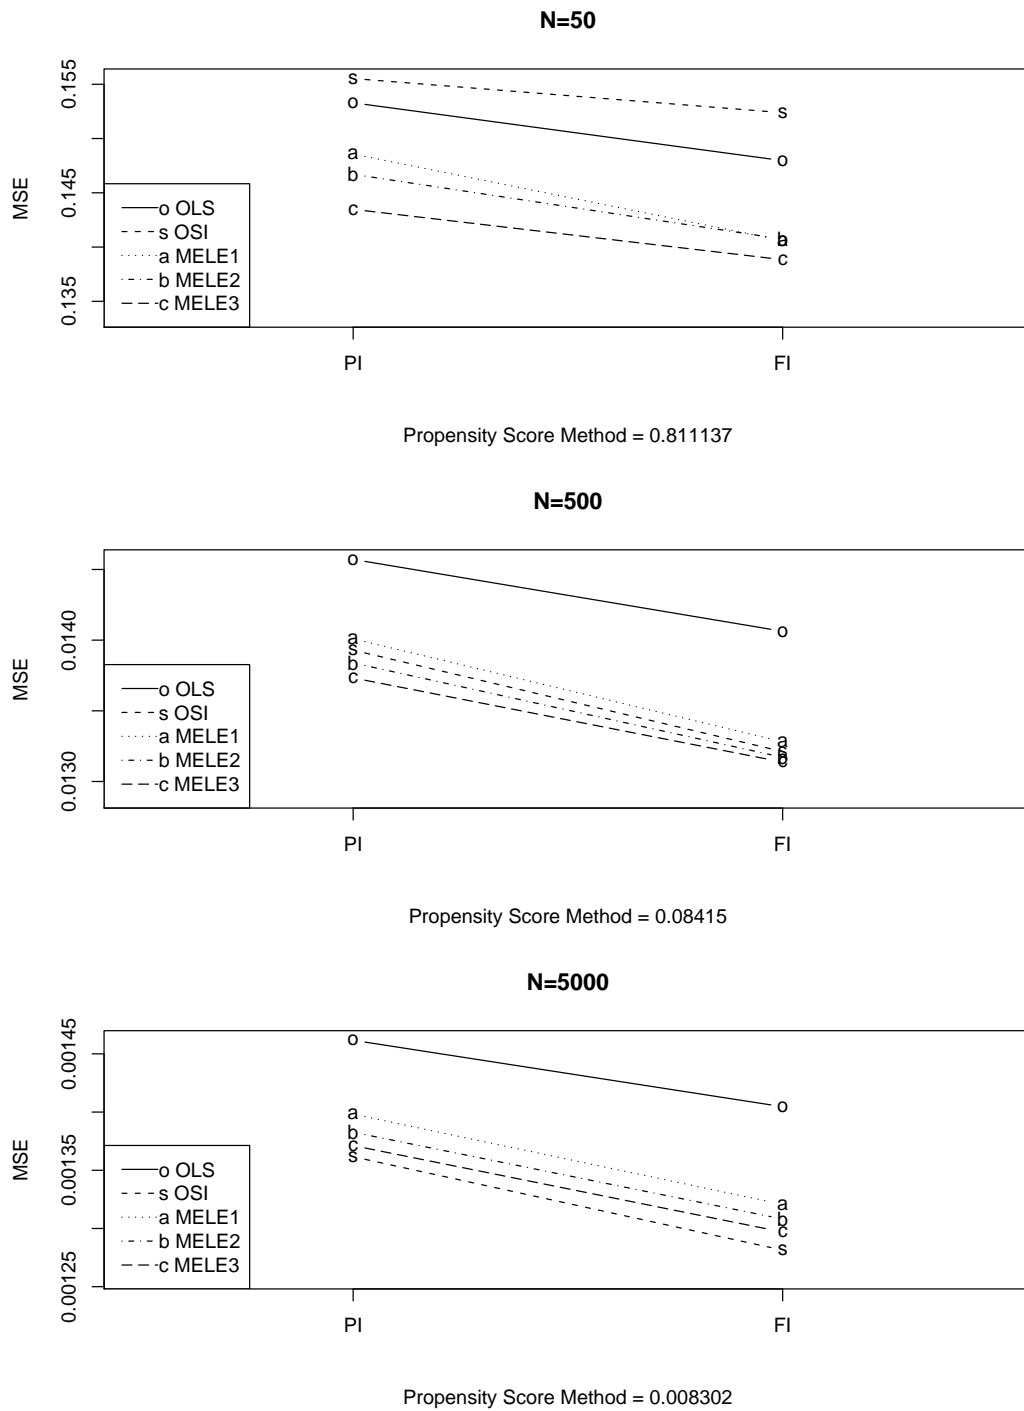 N=50
MSE
0.155
0.145
0.135
s
o
a
b
c
s
o
b
a
c
o OLS
s OSI
a MELE1
b MELE2
c MELE3
PI
FI
Propensity Score Method = 0.811137
N=500
MSE
0.0140
0.0130
o
a
s
b
c
o
a
s
b
c
o OLS
s OSI
a MELE1
b MELE2
c MELE3
PI
FI
Propensity Score Method = 0.08415
N=5000
MSE
0.00145
0.00135
0.00125
o
a
b
c
s
o
a
b
c
s
o OLS
s OSI
a MELE1
b MELE2
c MELE3
PI
FI
Propensity Score Method = 0.008302